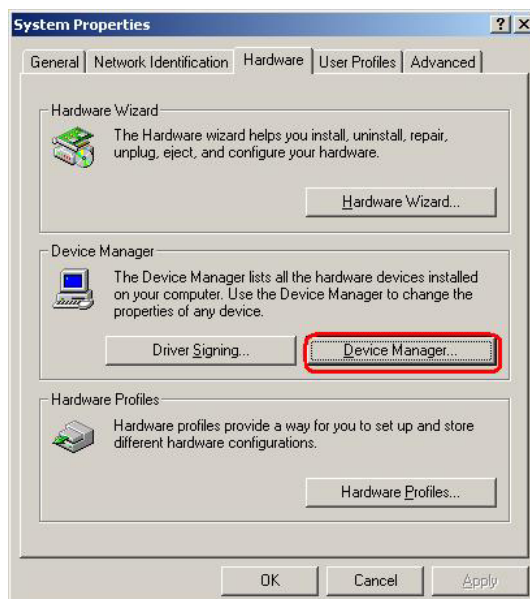 System Properties
General Network Identification Hardware User Profiles Advanced
Hardware Wizard
The Hardware wizard helps you install, uninstall, repair,
unplug, eject, and configure your hardware.
Hardware Wizard...
Device Manager
The Device Manager lists all the hardware devices installed
on your computer. Use the Device Manager to change the
properties of any device.
Driver Signing... Device Manager...
Hardware Profiles
Hardware profiles provide a way for you to set up and store
different hardware configurations.
Hardware Profiles...
OK Cancel Apply